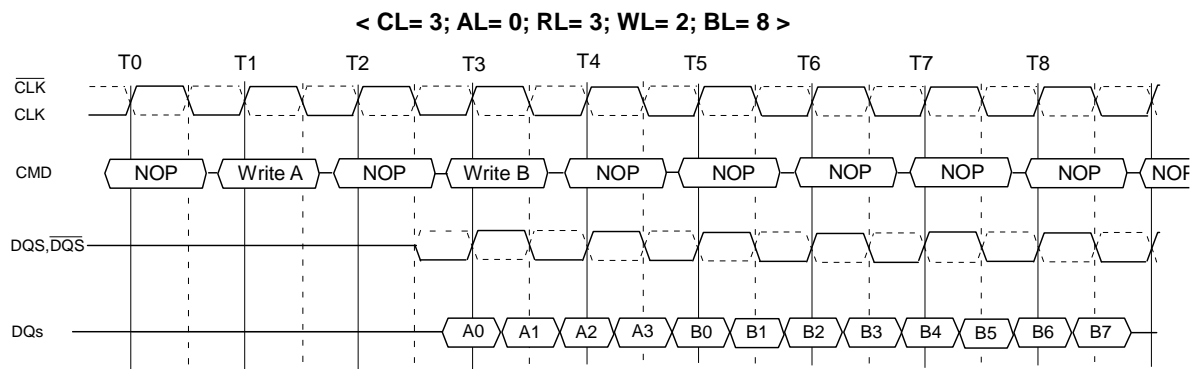 < CL= 3; AL= 0; RL= 3; WL= 2; BL= 8 >
T0 T1 T2 T3 T4 T5 T6 T7 T8
CLK
CLK
CMD NOP Write A NOP Write B NOP NOP NOP NOP NOP NOP
DQS,DQS
DQs A0 A1 A2 A3 B0 B1 B2 B3 B4 B5 B6 B7